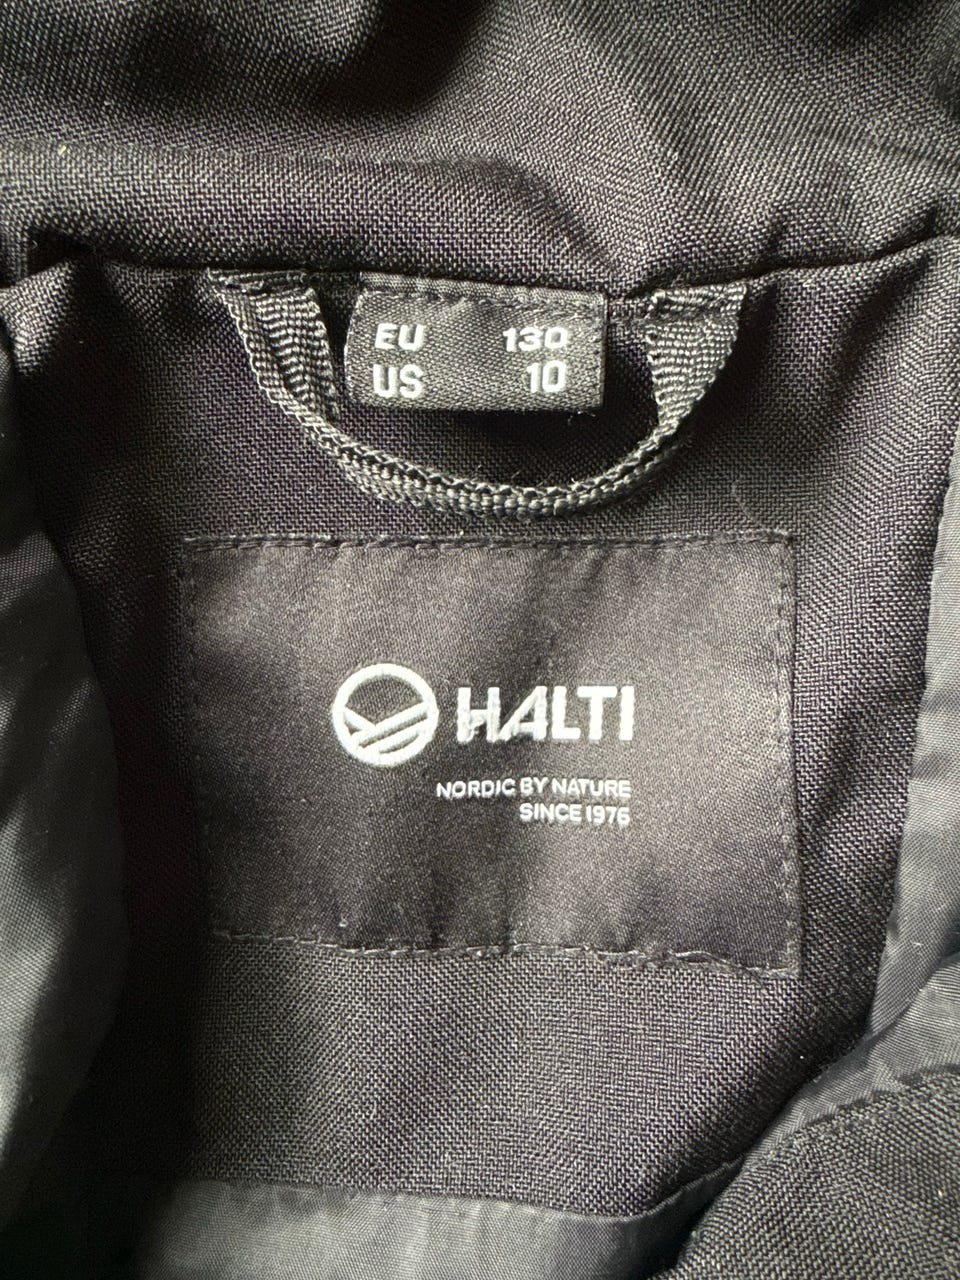 EU 130
US 10
HALTI
NORDIC BY NATURE
SINCE 1976